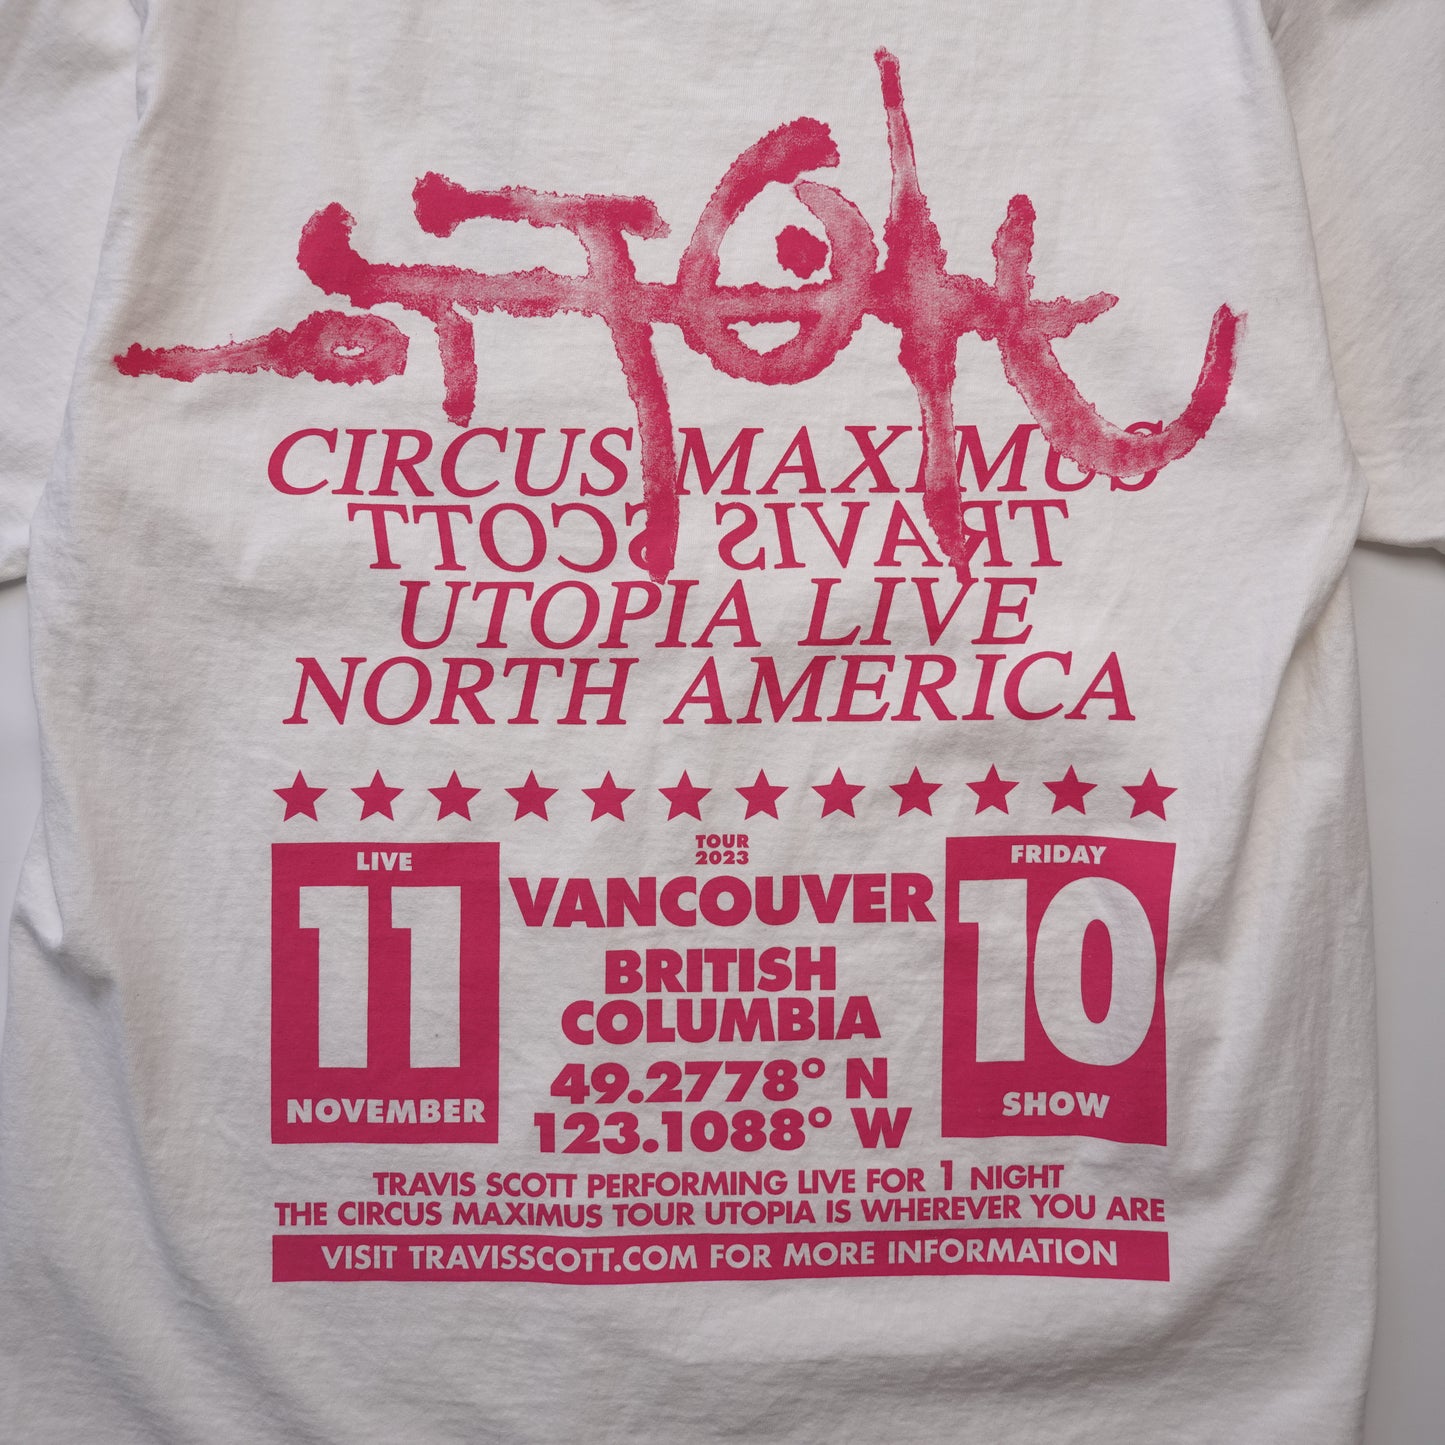 CIRCUS MAXIMUS
TRAVIS SCOTT
UTOPIA LIVE
NORTH AMERICA
LIVE
11
NOVEMBER
TOUR
2023
VANCOUVER
BRITISH
COLUMBIA
49.2778° N
123.1088° W
FRIDAY
10
SHOW
TRAVIS SCOTT PERFORMING LIVE FOR 1 NIGHT
THE CIRCUS MAXIMUS TOUR UTOPIA IS WHEREVER YOU ARE
VISIT TRAVISSCOTT.COM FOR MORE INFORMATION